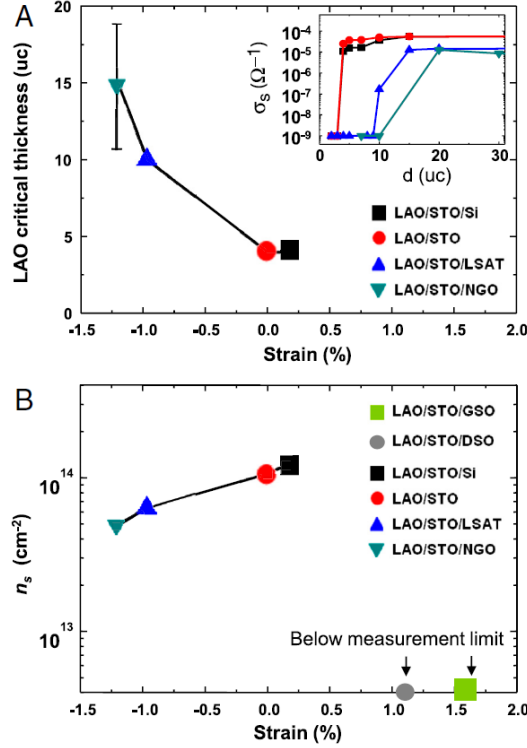 A
LAO critical thickness (uc)
20
15
10
5
0
-1.5 -1.0 -0.5 0.0 0.5 1.0 1.5 2.0
Strain (%)
σS (Ω⁻¹)
10⁻⁴
10⁻⁵
10⁻⁶
10⁻⁷
10⁻⁸
10⁻⁹
0 10 20 30
d (uc)
LAO/STO/Si
LAO/STO
LAO/STO/LSAT
LAO/STO/NGO
B
ns (cm⁻²)
10¹⁴
10¹³
LAO/STO/GSO
LAO/STO/DSO
LAO/STO/Si
LAO/STO
LAO/STO/LSAT
LAO/STO/NGO
Below measurement limit
-1.5 -1.0 -0.5 0.0 0.5 1.0 1.5 2.0
Strain (%)